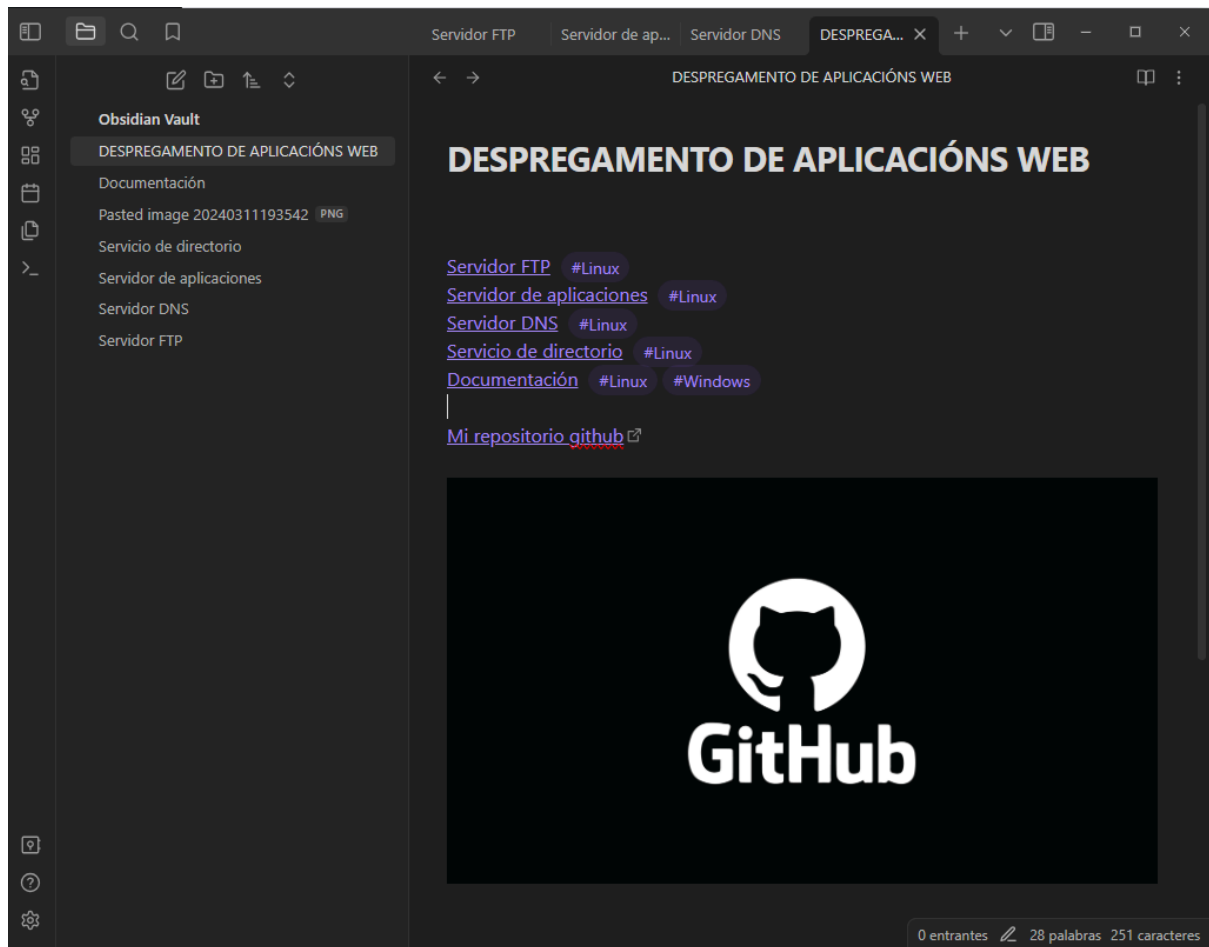 Servidor FTP Servidor de ap... Servidor DNS DESPREGA...
DESPREGAMENTO DE APLICACIÓNS WEB
Obsidian Vault
DESPREGAMENTO DE APLICACIÓNS WEB
Documentación
Pasted image 20240311193542 PNG
Servicio de directorio
Servidor de aplicaciones
Servidor DNS
Servidor FTP
DESPREGAMENTO DE APLICACIÓNS WEB
Servidor FTP #Linux
Servidor de aplicaciones #Linux
Servidor DNS #Linux
Servicio de directorio #Linux
Documentación #Linux #Windows
Mi repositorio github
GitHub
0 entrantes 28 palabras 251 caracteres